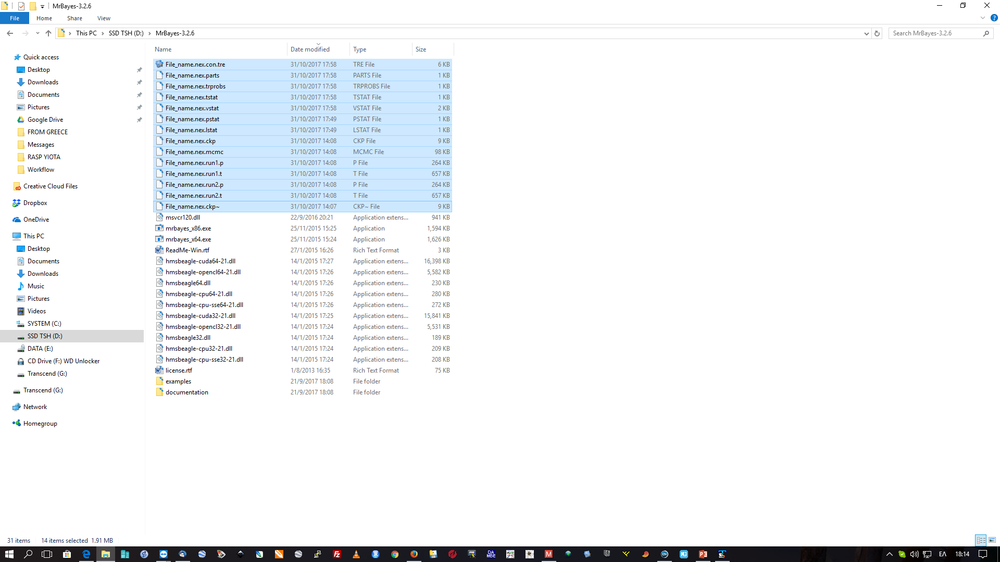 MrBayes-3.2.6
File Home Share View
This PC SSD TSH (D:) MrBayes-3.2.6
Search MrBayes-3.2.6
Name Date modified Type Size
Quick access
Desktop
Downloads
Documents
Pictures
Google Drive
FROM GREECE
Messages
RASP YIOTA
Workflow
Creative Cloud Files
Dropbox
OneDrive
This PC
Desktop
Documents
Downloads
Music
Pictures
Videos
SYSTEM (C:)
SSD TSH (D:)
DATA (E:)
CD Drive (F:) WD Unlocker
Transcend (G:)
Transcend (G:)
Network
Homegroup
File_name.nex.con.tre 31/10/2017 17:58 TRE File 6 KB
File_name.nex.parts 31/10/2017 17:58 PARTS File 1 KB
File_name.nex.trprobs 31/10/2017 17:58 TRPROBS File 1 KB
File_name.nex.tstat 31/10/2017 17:58 TSTAT File 1 KB
File_name.nex.vstat 31/10/2017 17:58 VSTAT File 2 KB
File_name.nex.pstat 31/10/2017 17:49 PSTAT File 1 KB
File_name.nex.lstat 31/10/2017 17:49 LSTAT File 1 KB
File_name.nex.ckp 31/10/2017 14:08 CKP File 9 KB
File_name.nex.mcmc 31/10/2017 14:08 MCMC File 98 KB
File_name.nex.run1.p 31/10/2017 14:08 P File 264 KB
File_name.nex.run1.t 31/10/2017 14:08 T File 657 KB
File_name.nex.run2.p 31/10/2017 14:08 P File 264 KB
File_name.nex.run2.t 31/10/2017 14:08 T File 657 KB
File_name.nex.ckp~ 31/10/2017 14:07 CKP~ File 9 KB
msvcr120.dll 22/9/2016 20:21 Application extens... 941 KB
mrbayes_x86.exe 25/11/2015 15:25 Application 1,594 KB
mrbayes_x64.exe 25/11/2015 15:24 Application 1,626 KB
ReadMe-Win.rtf 27/1/2015 16:26 Rich Text Format 3 KB
hmsbeagle-cuda64-21.dll 14/1/2015 17:27 Application extens... 16,398 KB
hmsbeagle-opencl64-21.dll 14/1/2015 17:26 Application extens... 5,582 KB
hmsbeagle64.dll 14/1/2015 17:26 Application extens... 230 KB
hmsbeagle-cpu64-21.dll 14/1/2015 17:26 Application extens... 280 KB
hmsbeagle-cpu-sse64-21.dll 14/1/2015 17:26 Application extens... 272 KB
hmsbeagle-cuda32-21.dll 14/1/2015 17:25 Application extens... 15,841 KB
hmsbeagle-opencl32-21.dll 14/1/2015 17:24 Application extens... 5,531 KB
hmsbeagle32.dll 14/1/2015 17:24 Application extens... 189 KB
hmsbeagle-cpu32-21.dll 14/1/2015 17:24 Application extens... 209 KB
hmsbeagle-cpu-sse32-21.dll 14/1/2015 17:24 Application extens... 208 KB
license.rtf 1/8/2013 16:35 Rich Text Format 75 KB
examples 21/9/2017 18:08 File folder
documentation 21/9/2017 18:08 File folder
31 items 14 items selected 1.91 MB
DA MBE
ΕΛ 18:14